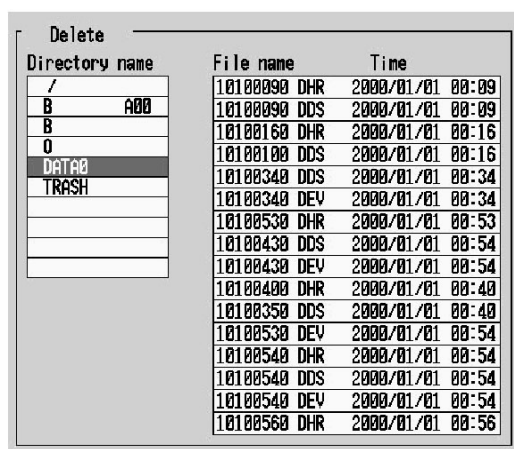 Delete
Directory name
/
B A00
B
O
DATA0
TRASH
File name Time
10100090 DHR 2000/01/01 00:09
10100090 DDS 2000/01/01 00:09
10100160 DHR 2000/01/01 00:16
10100100 DDS 2000/01/01 00:16
10100340 DDS 2000/01/01 00:34
10100340 DEV 2000/01/01 00:34
10100530 DHR 2000/01/01 00:53
10100430 DDS 2000/01/01 00:54
10100430 DEV 2000/01/01 00:54
10100400 DHR 2000/01/01 00:40
10100350 DDS 2000/01/01 00:40
10100530 DEV 2000/01/01 00:54
10100540 DHR 2000/01/01 00:54
10100540 DDS 2000/01/01 00:54
10100540 DEV 2000/01/01 00:54
10100560 DHR 2000/01/01 00:56